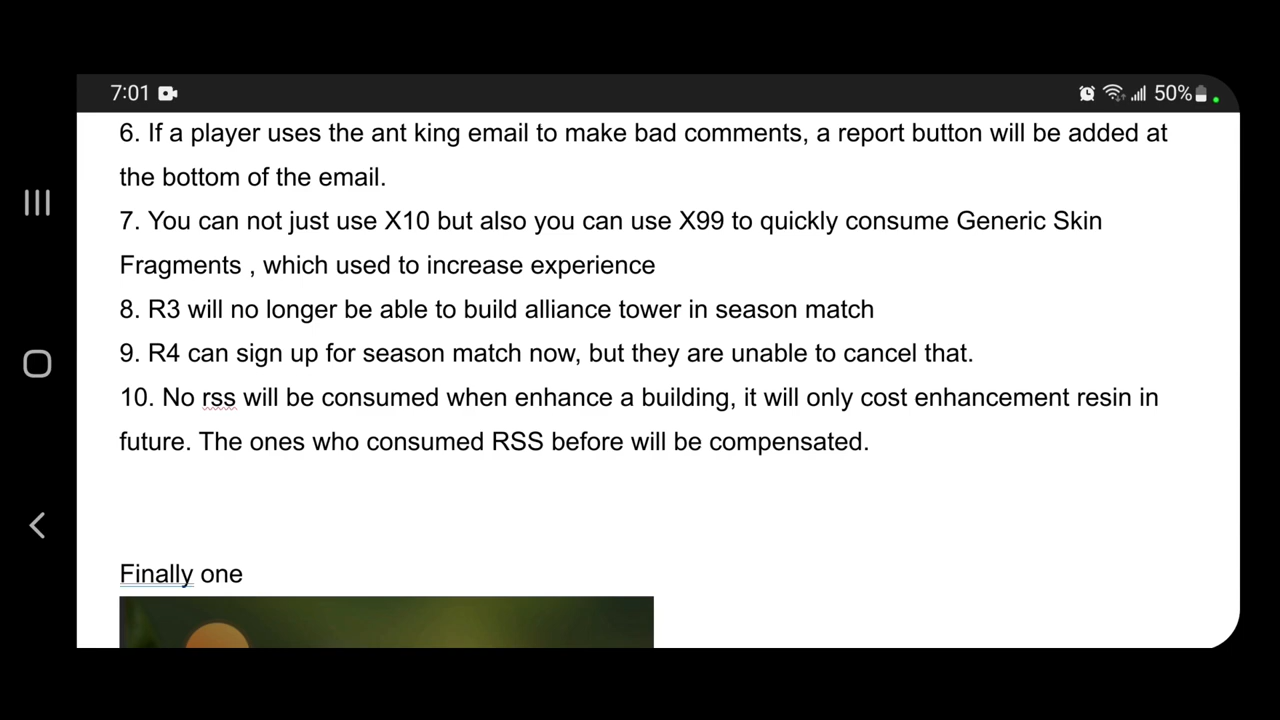 7:01 50%
6. If a player uses the ant king email to make bad comments, a report button will be added at
the bottom of the email.
7. You can not just use X10 but also you can use X99 to quickly consume Generic Skin
Fragments , which used to increase experience
8. R3 will no longer be able to build alliance tower in season match
9. R4 can sign up for season match now, but they are unable to cancel that.
10. No rss will be consumed when enhance a building, it will only cost enhancement resin in
future. The ones who consumed RSS before will be compensated.
Finally one